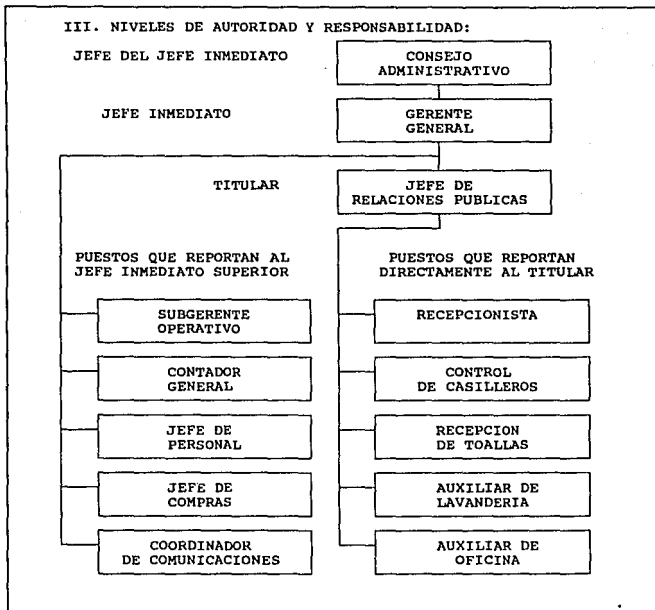 III. NIVELES DE AUTORIDAD Y RESPONSABILIDAD:
JEFE DEL JEFE INMEDIATO
CONSEJO
ADMINISTRATIVO
JEFE INMEDIATO
GERENTE
GENERAL
TITULAR
JEFE DE
RELACIONES PUBLICAS
PUESTOS QUE REPORTAN AL
JEFE INMEDIATO SUPERIOR
SUBGERENTE
OPERATIVO
CONTADOR
GENERAL
JEFE DE
PERSONAL
JEFE DE
COMPRAS
COORDINADOR
DE COMUNICACIONES
PUESTOS QUE REPORTAN
DIRECTAMENTE AL TITULAR
RECEPCIONISTA
CONTROL
DE CASILLEROS
RECEPCION
DE TOALLAS
AUXILIAR DE
LAVANDERIA
AUXILIAR DE
OFICINA